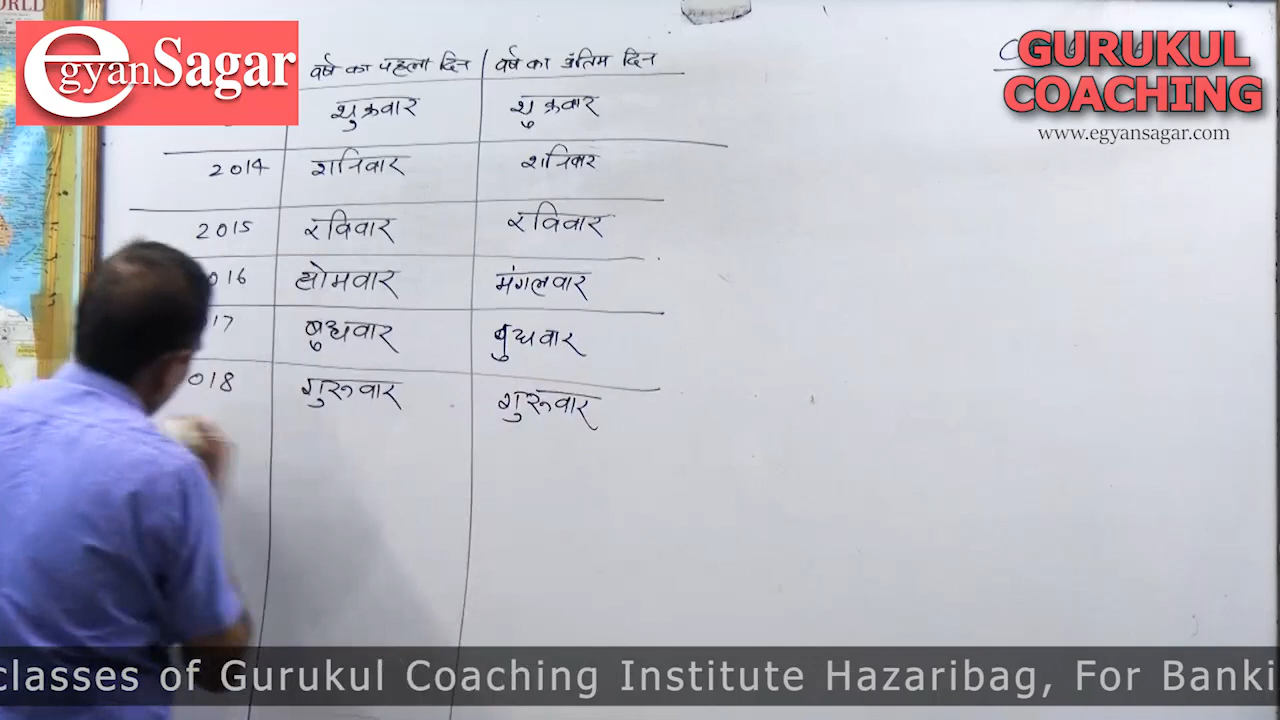 ORLD
egyanSagar
GURUKUL
COACHING
www.egyansagar.com
वर्ष का पहला दिन वर्ष का अंतिम दिन
शुक्रवार शुक्रवार
2014 शनिवार शनिवार
2015 रविवार रविवार
016 सोमवार मंगलवार
17 बुधवार बुधवार
018 गुरूवार गुरूवार
classes of Gurukul Coaching Institute Hazaribag, For Banki